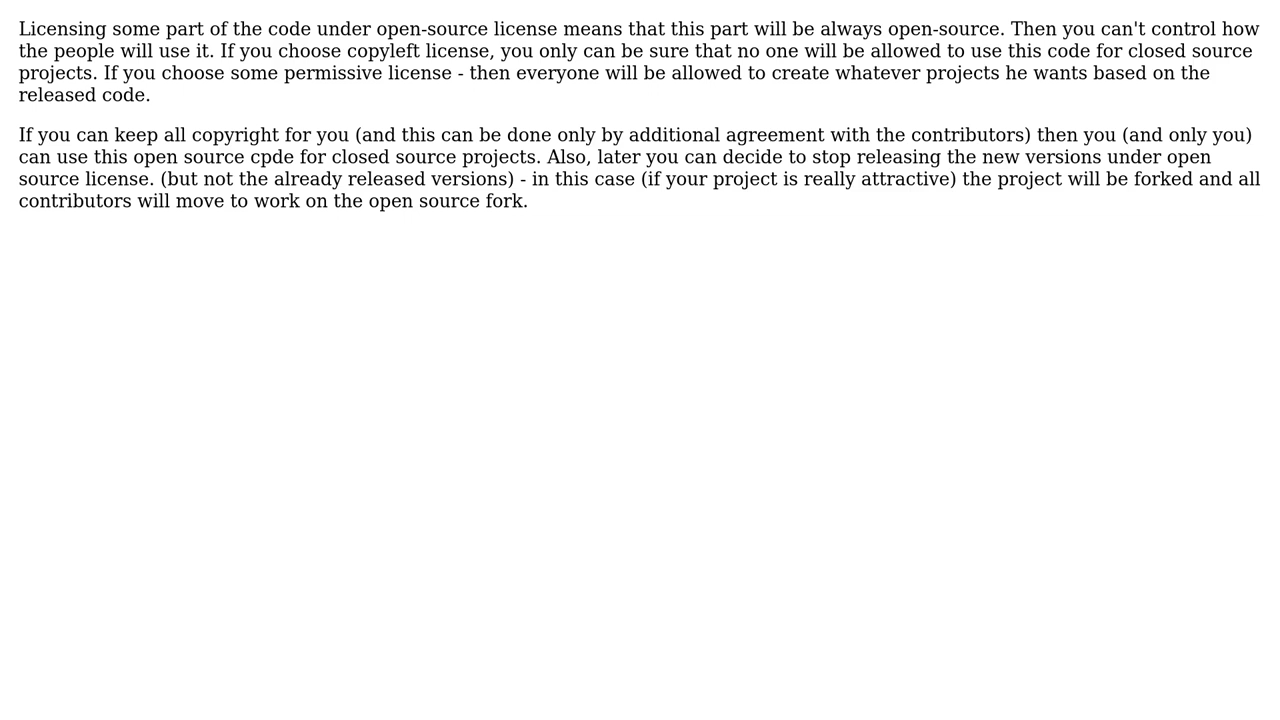 Licensing some part of the code under open-source license means that this part will be always open-source. Then you can't control how
the people will use it. If you choose copyleft license, you only can be sure that no one will be allowed to use this code for closed source
projects. If you choose some permissive license - then everyone will be allowed to create whatever projects he wants based on the
released code.
If you can keep all copyright for you (and this can be done only by additional agreement with the contributors) then you (and only you)
can use this open source cpde for closed source projects. Also, later you can decide to stop releasing the new versions under open
source license. (but not the already released versions) - in this case (if your project is really attractive) the project will be forked and all
contributors will move to work on the open source fork.